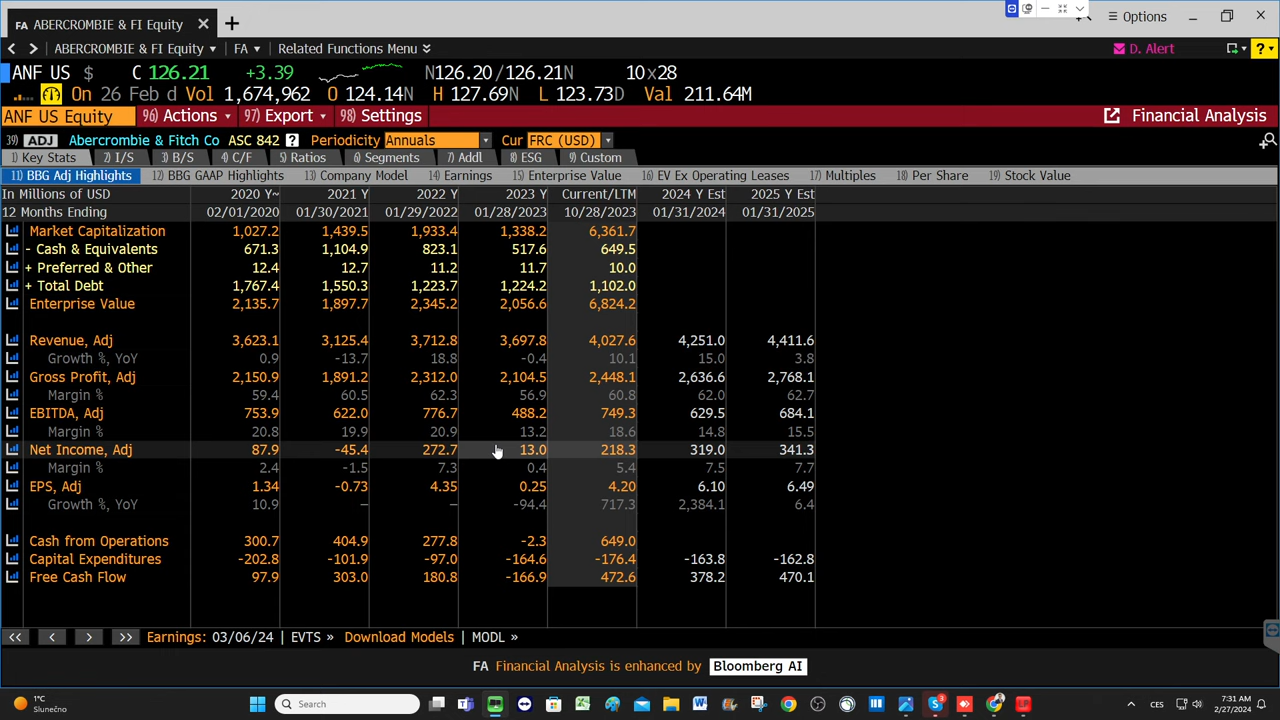 FA ABERCROMBIE & FI Equity
Options
ABERCROMBIE & FI Equity FA Related Functions Menu D. Alert ?
ANF US $ C 126.21 +3.39 N126.20/126.21N 10x28
On 26 Feb d Vol 1,674,962 O 124.14N H 127.69N L 123.73D Val 211.64M
ANF US Equity 96) Actions 97) Export 98) Settings Financial Analysis
39) ADJ Abercrombie & Fitch Co ASC 842 ? Periodicity Annuals Cur FRC (USD)
1) Key Stats 2) I/S 3) B/S 4) C/F 5) Ratios 6) Segments 7) Addl 8) ESG 9) Custom
11) BBG Adj Highlights 12) BBG GAAP Highlights 13) Company Model 14) Earnings 15) Enterprise Value 16) EV Ex Operating Leases 17) Multiples 18) Per Share 19) Stock Value
In Millions of USD 2020 Y~ 2021 Y 2022 Y 2023 Y Current/LTM 2024 Y Est 2025 Y Est
12 Months Ending 02/01/2020 01/30/2021 01/29/2022 01/28/2023 10/28/2023 01/31/2024 01/31/2025
Market Capitalization 1,027.2 1,439.5 1,933.4 1,338.2 6,361.7
- Cash & Equivalents 671.3 1,104.9 823.1 517.6 649.5
+ Preferred & Other 12.4 12.7 11.2 11.7 10.0
+ Total Debt 1,767.4 1,550.3 1,223.7 1,224.2 1,102.0
Enterprise Value 2,135.7 1,897.7 2,345.2 2,056.6 6,824.2
Revenue, Adj 3,623.1 3,125.4 3,712.8 3,697.8 4,027.6 4,251.0 4,411.6
Growth %, YoY 0.9 -13.7 18.8 -0.4 10.1 15.0 3.8
Gross Profit, Adj 2,150.9 1,891.2 2,312.0 2,104.5 2,448.1 2,636.6 2,768.1
Margin % 59.4 60.5 62.3 56.9 60.8 62.0 62.7
EBITDA, Adj 753.9 622.0 776.7 488.2 749.3 629.5 684.1
Margin % 20.8 19.9 20.9 13.2 18.6 14.8 15.5
Net Income, Adj 87.9 -45.4 272.7 13.0 218.3 319.0 341.3
Margin % 2.4 -1.5 7.3 0.4 5.4 7.5 7.7
EPS, Adj 1.34 -0.73 4.35 0.25 4.20 6.10 6.49
Growth %, YoY 10.9 — — -94.4 717.3 2,384.1 6.4
Cash from Operations 300.7 404.9 277.8 -2.3 649.0
Capital Expenditures -202.8 -101.9 -97.0 -164.6 -176.4 -163.8 -162.8
Free Cash Flow 97.9 303.0 180.8 -166.9 472.6 378.2 470.1
<< < > >> Earnings: 03/06/24 | EVTS » Download Models | MODL »
FA Financial Analysis is enhanced by Bloomberg AI
1°C
Slunečno
Search
3
CES
7:31 AM
2/27/2024